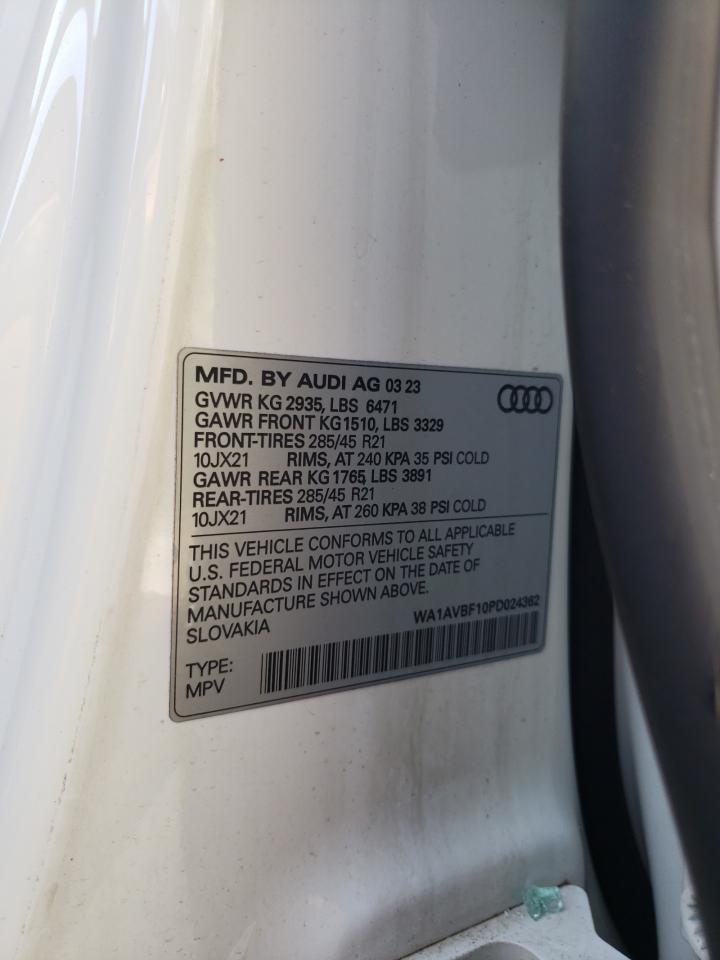 MFD. BY AUDI AG 03 23
GVWR KG 2935, LBS 6471
GAWR FRONT KG1510, LBS 3329
FRONT-TIRES 285/45 R21
10JX21 RIMS, AT 240 KPA 35 PSI COLD
GAWR REAR KG 1765, LBS 3891
REAR-TIRES 285/45 R21
10JX21 RIMS, AT 260 KPA 38 PSI COLD
THIS VEHICLE CONFORMS TO ALL APPLICABLE
U.S. FEDERAL MOTOR VEHICLE SAFETY
STANDARDS IN EFFECT ON THE DATE OF
MANUFACTURE SHOWN ABOVE.
SLOVAKIA WA1AVBF10PD024362
TYPE:
MPV